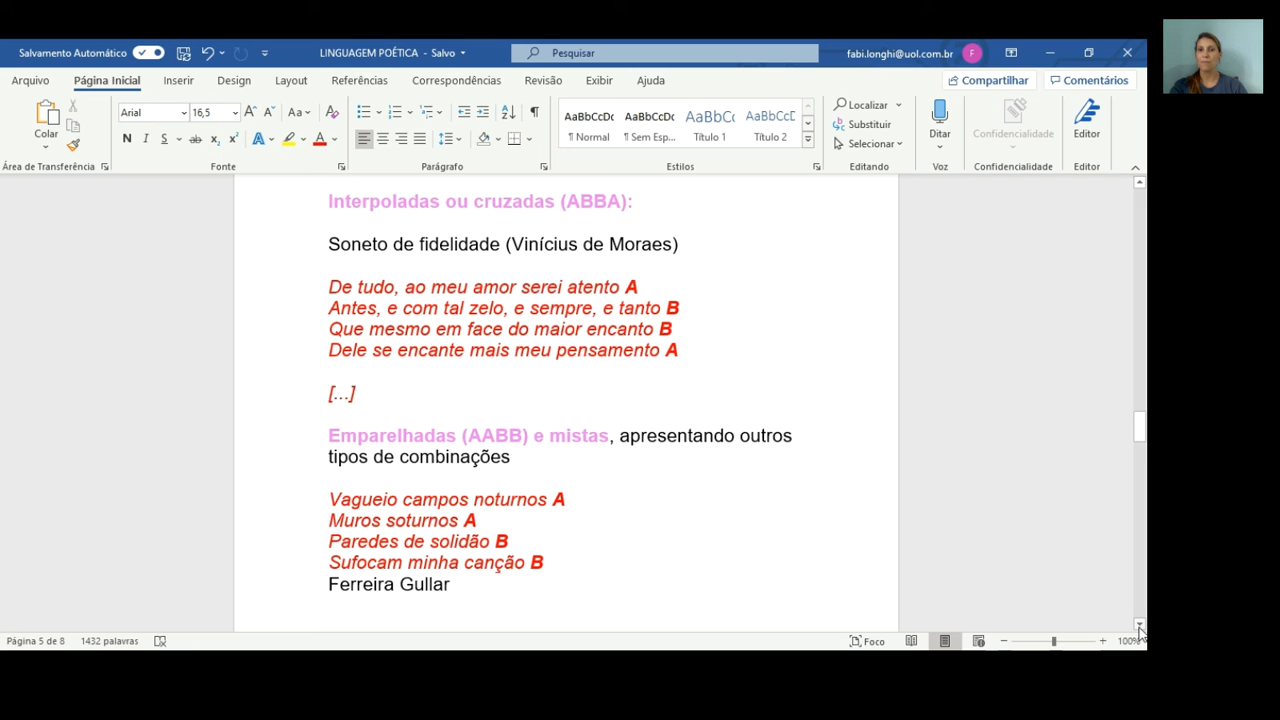 Salvamento Automático
LINGUAGEM POÉTICA - Salvo
Pesquisar
fabi.longhi@uol.com.br
F
Arquivo
Página Inicial
Inserir
Design
Layout
Referências
Correspondências
Revisão
Exibir
Ajuda
Compartilhar
Comentários
Colar
Arial
16,5
Aa
N I S ab x₂ x²
A A
AaBbCcDc AaBbCcDc AaBbCc AaBbCcD
¶ Normal ¶ Sem Esp... Título 1 Título 2
Localizar
Substituir
Selecionar
Ditar
Confidencialidade
Editor
Área de Transferência
Fonte
Parágrafo
Estilos
Editando
Voz
Confidencialidade
Editor
Interpoladas ou cruzadas (ABBA):
Soneto de fidelidade (Vinícius de Moraes)
De tudo, ao meu amor serei atento A
Antes, e com tal zelo, e sempre, e tanto B
Que mesmo em face do maior encanto B
Dele se encante mais meu pensamento A
[...]
Emparelhadas (AABB) e mistas, apresentando outros
tipos de combinações
Vagueio campos noturnos A
Muros soturnos A
Paredes de solidão B
Sufocam minha canção B
Ferreira Gullar
Página 5 de 8
1432 palavras
Foco
100%